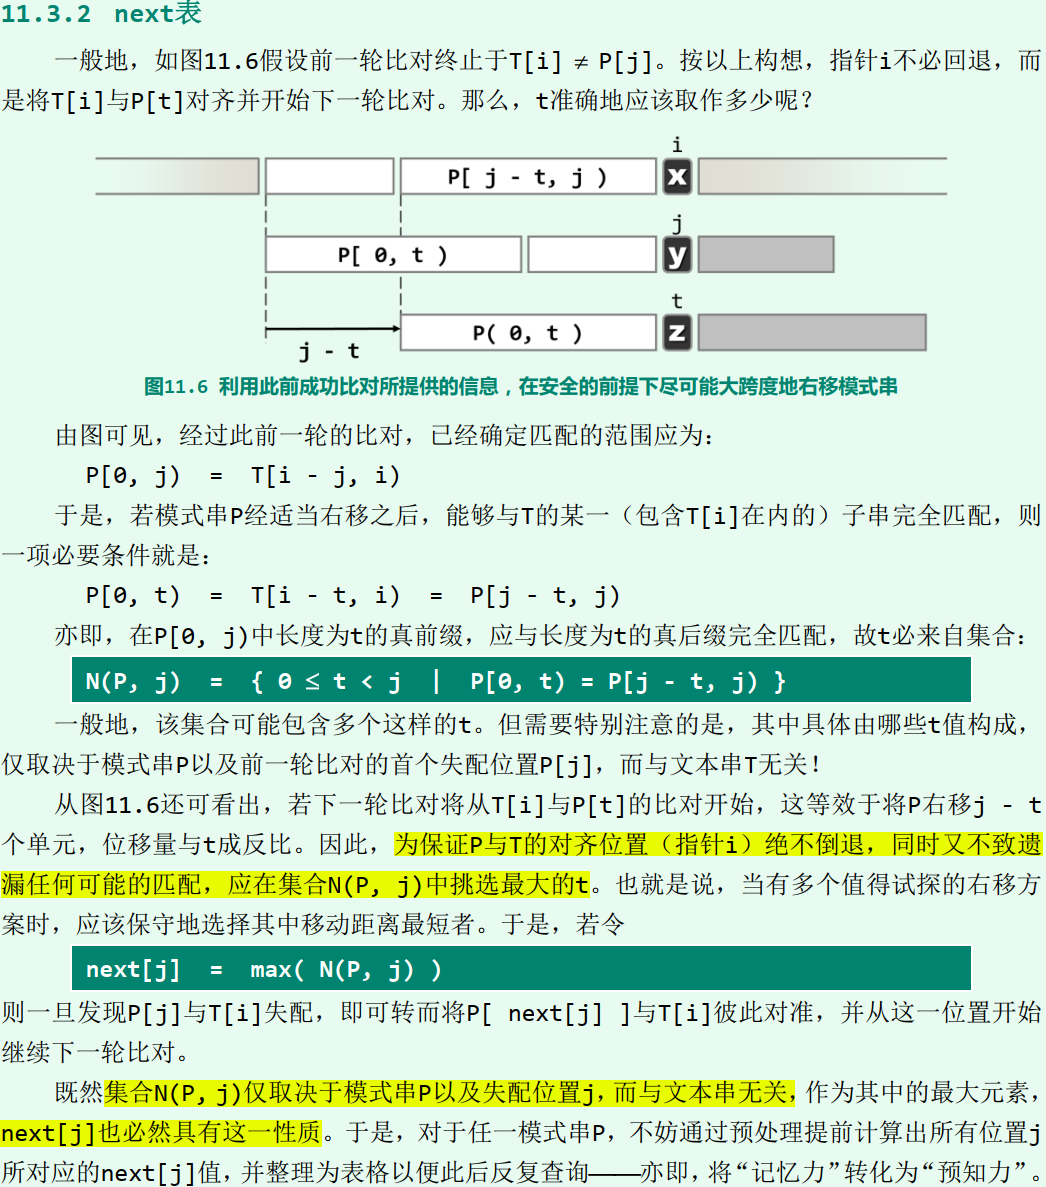 11.3.2 next表
一般地，如图11.6假设前一轮比对终止于T[i] ≠ P[j]。按以上构想，指针i不必回退，而
是将T[i]与P[t]对齐并开始下一轮比对。那么，t准确地应该取作多少呢？
i
P[ j - t, j ) x
j
P[ 0, t ) y
t
P( 0, t ) z
j - t
图11.6 利用此前成功比对所提供的信息，在安全的前提下尽可能大跨度地右移模式串
由图可见，经过此前一轮的比对，已经确定匹配的范围应为：
P[0, j) = T[i - j, i)
于是，若模式串P经适当右移之后，能够与T的某一（包含T[i]在内的）子串完全匹配，则
一项必要条件就是：
P[0, t) = T[i - t, i) = P[j - t, j)
亦即，在P[0, j)中长度为t的真前缀，应与长度为t的真后缀完全匹配，故t必来自集合：
N(P, j) = { 0 ≤ t < j | P[0, t) = P[j - t, j) }
一般地，该集合可能包含多个这样的t。但需要特别注意的是，其中具体由哪些t值构成，
仅取决于模式串P以及前一轮比对的首个失配位置P[j]，而与文本串T无关！
从图11.6还可看出，若下一轮比对将从T[i]与P[t]的比对开始，这等效于将P右移j - t
个单元，位移量与t成反比。因此，为保证P与T的对齐位置（指针i）绝不倒退，同时又不致遗
漏任何可能的匹配，应在集合N(P, j)中挑选最大的t。也就是说，当有多个值得试探的右移方
案时，应该保守地选择其中移动距离最短者。于是，若令
next[j] = max( N(P, j) )
则一旦发现P[j]与T[i]失配，即可转而将P[ next[j] ]与T[i]彼此对准，并从这一位置开始
继续下一轮比对。
既然集合N(P, j)仅取决于模式串P以及失配位置j，而与文本串无关，作为其中的最大元素，
next[j]也必然具有这一性质。于是，对于任一模式串P，不妨通过预处理提前计算出所有位置j
所对应的next[j]值，并整理为表格以便此后反复查询——亦即，将“记忆力”转化为“预知力”。